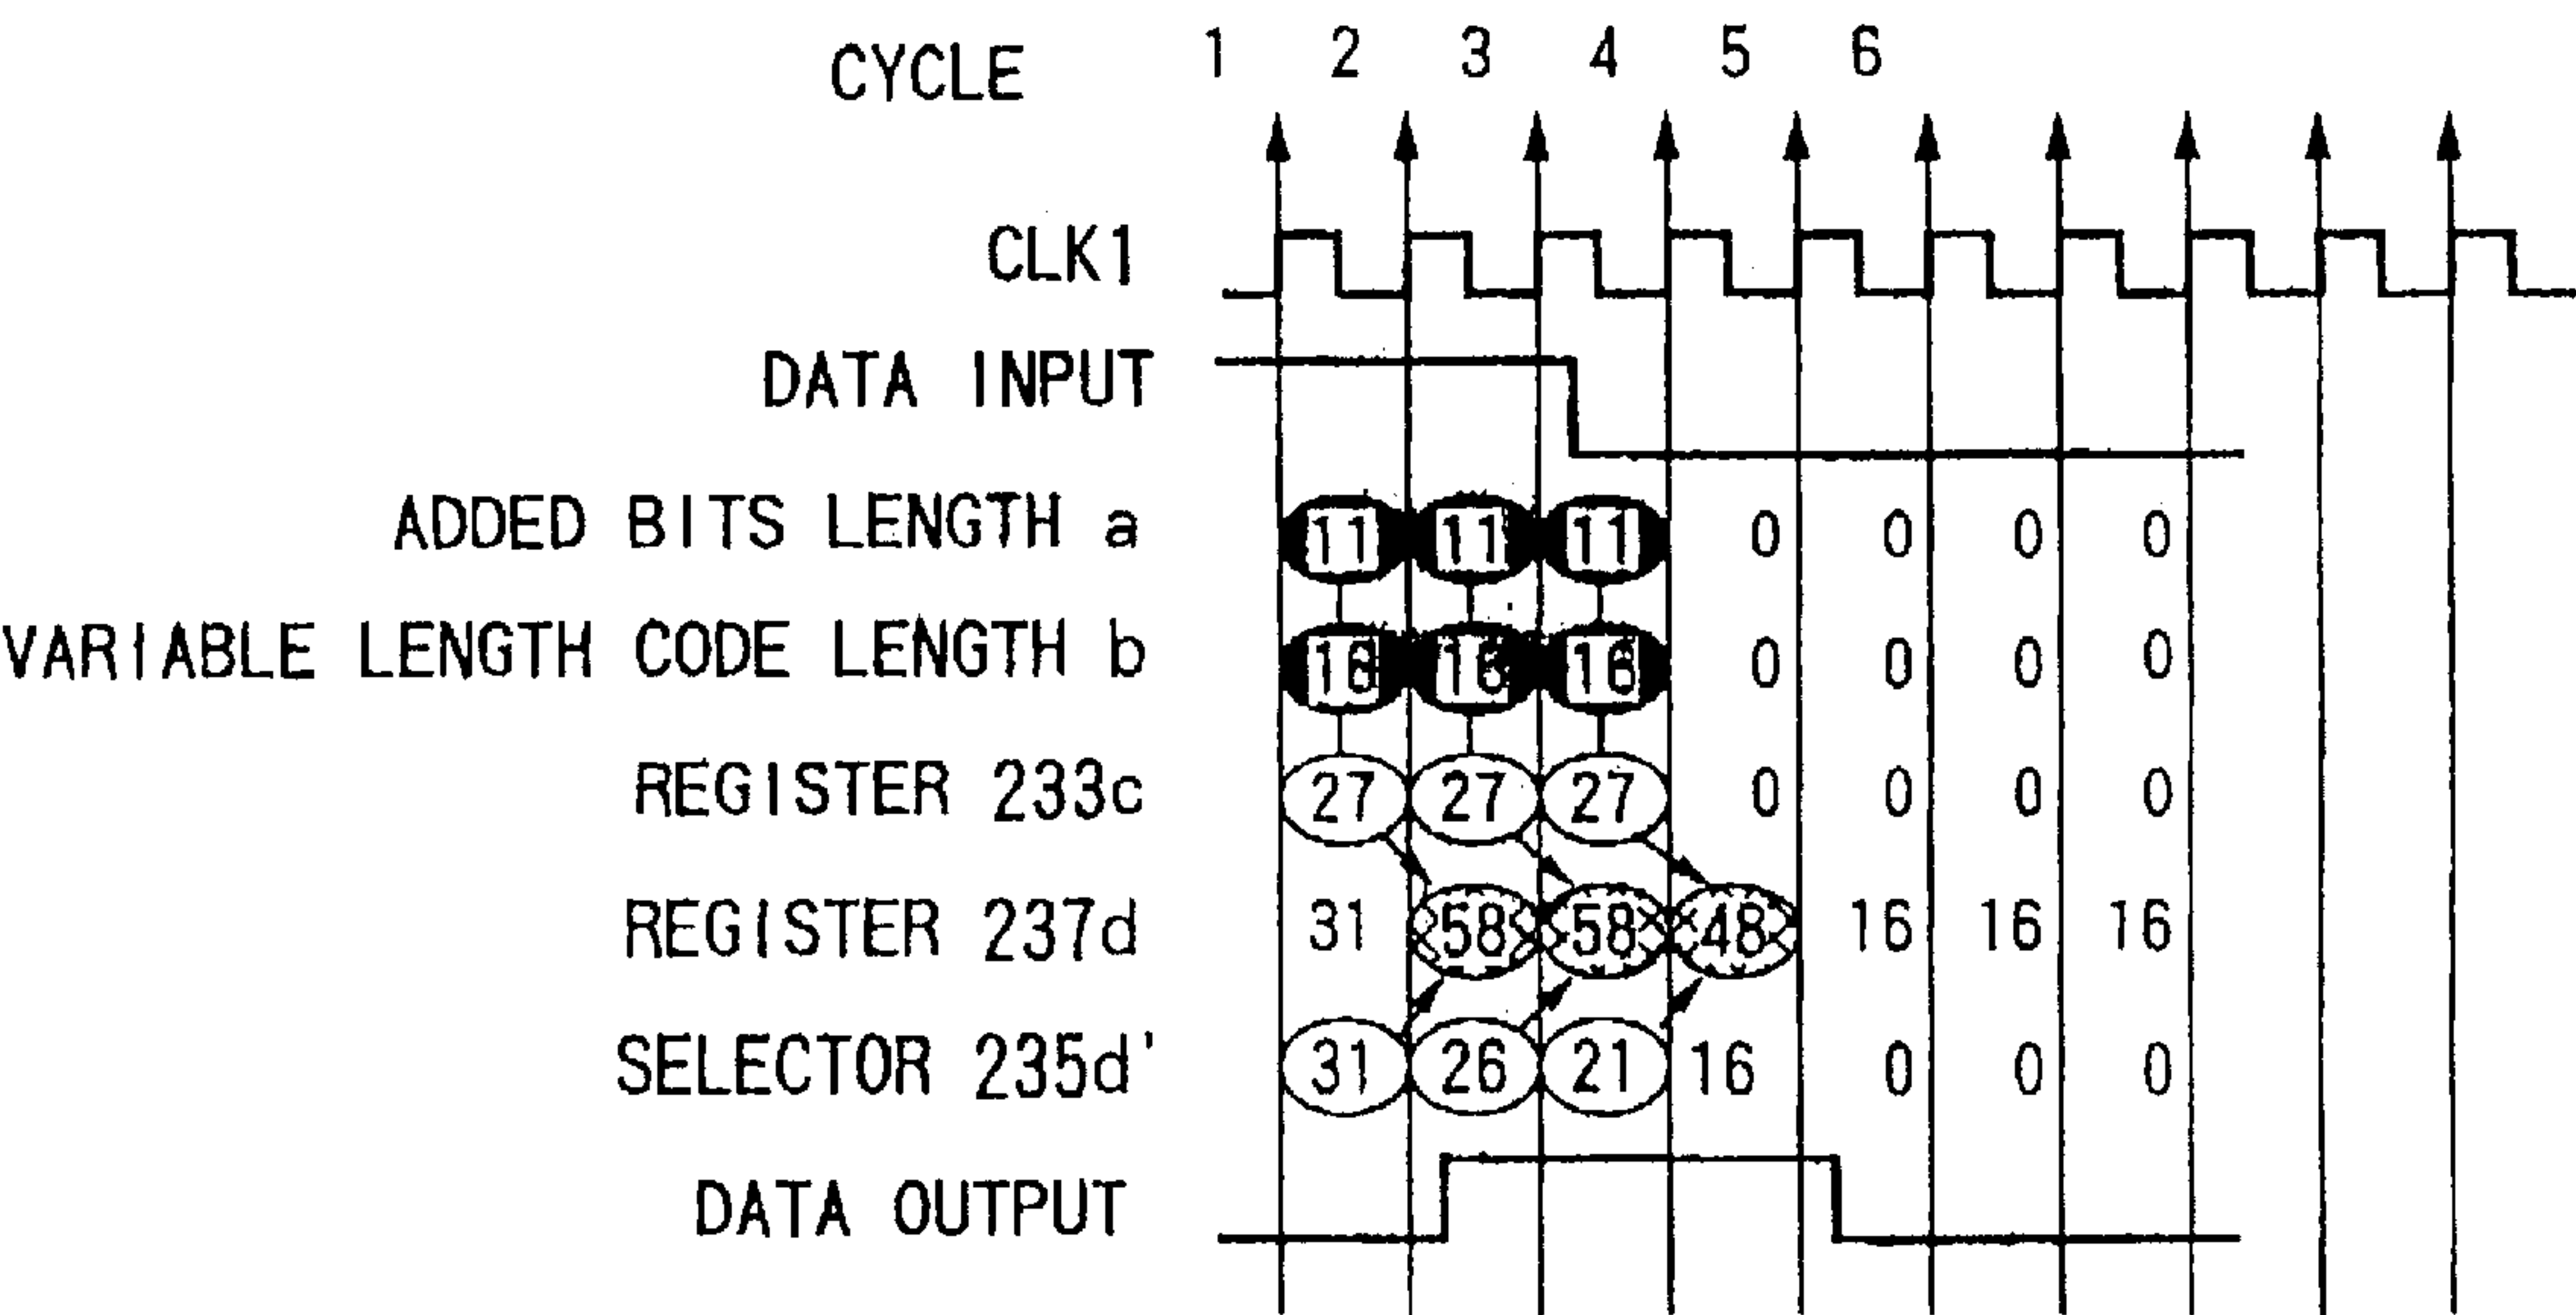 CYCLE 1 2 3 4 5 6
CLK1
DATA INPUT
ADDED BITS LENGTH a 11 11 11 0 0 0 0
VARIABLE LENGTH CODE LENGTH b 16 16 16 0 0 0 0
REGISTER 233c 27 27 27 0 0 0 0
REGISTER 237d 31 58 58 48 16 16 16
SELECTOR 235d' 31 26 21 16 0 0 0
DATA OUTPUT